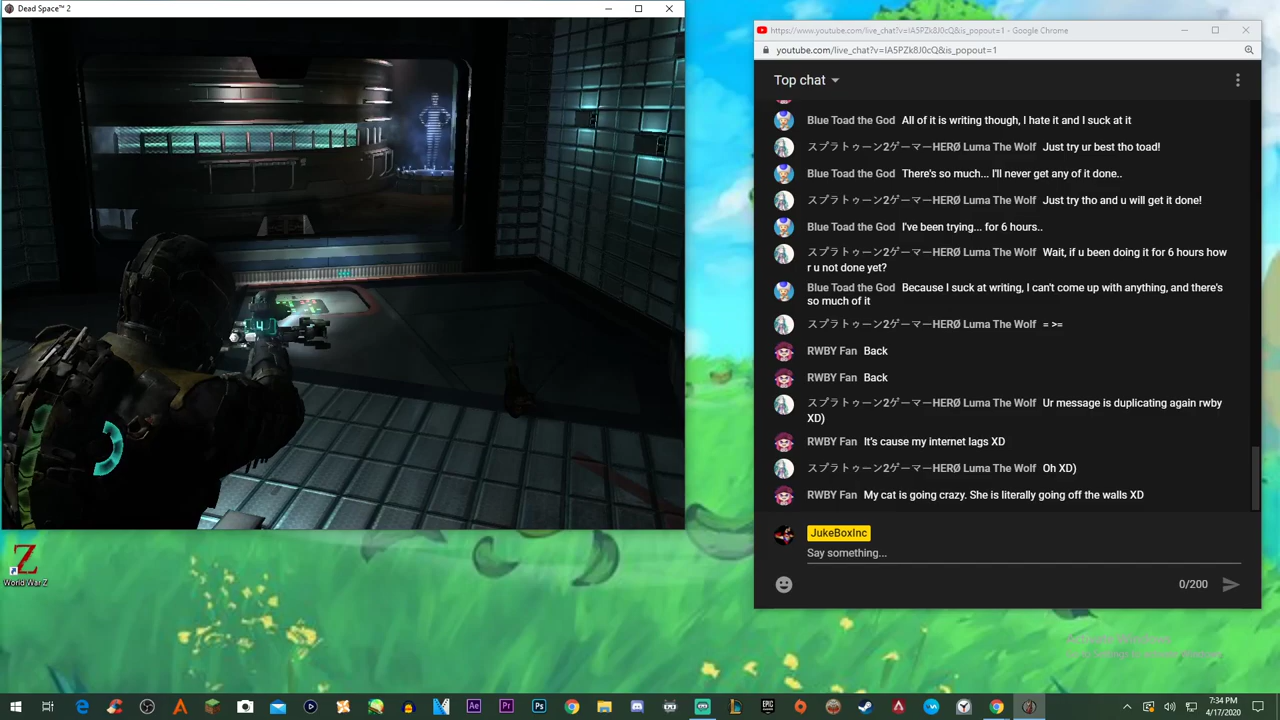 Dead Space™ 2
4
World War Z
https://www.youtube.com/live_chat?v=IA5PZk8J0cQ&is_popout=1 - Google Chrome
youtube.com/live_chat?v=IA5PZk8J0cQ&is_popout=1
Top chat
Blue Toad the God All of it is writing though, I hate it and I suck at it
スプラトゥーン2ゲーマーHERØ Luma The Wolf Just try ur best tho toad!
Blue Toad the God There's so much... I'll never get any of it done..
スプラトゥーン2ゲーマーHERØ Luma The Wolf Just try tho and u will get it done!
Blue Toad the God I've been trying... for 6 hours..
スプラトゥーン2ゲーマーHERØ Luma The Wolf Wait, if u been doing it for 6 hours how
r u not done yet?
Blue Toad the God Because I suck at writing, I can't come up with anything, and there's
so much of it
スプラトゥーン2ゲーマーHERØ Luma The Wolf = >=
RWBY Fan Back
RWBY Fan Back
スプラトゥーン2ゲーマーHERØ Luma The Wolf Ur message is duplicating again rwby
XD)
RWBY Fan It's cause my internet lags XD
スプラトゥーン2ゲーマーHERØ Luma The Wolf Oh XD)
RWBY Fan My cat is going crazy. She is literally going off the walls XD
JukeBoxInc
Say something...
0/200
Ae
Pr
Ps
EPIC
GAMES
7:34 PM
4/17/2020